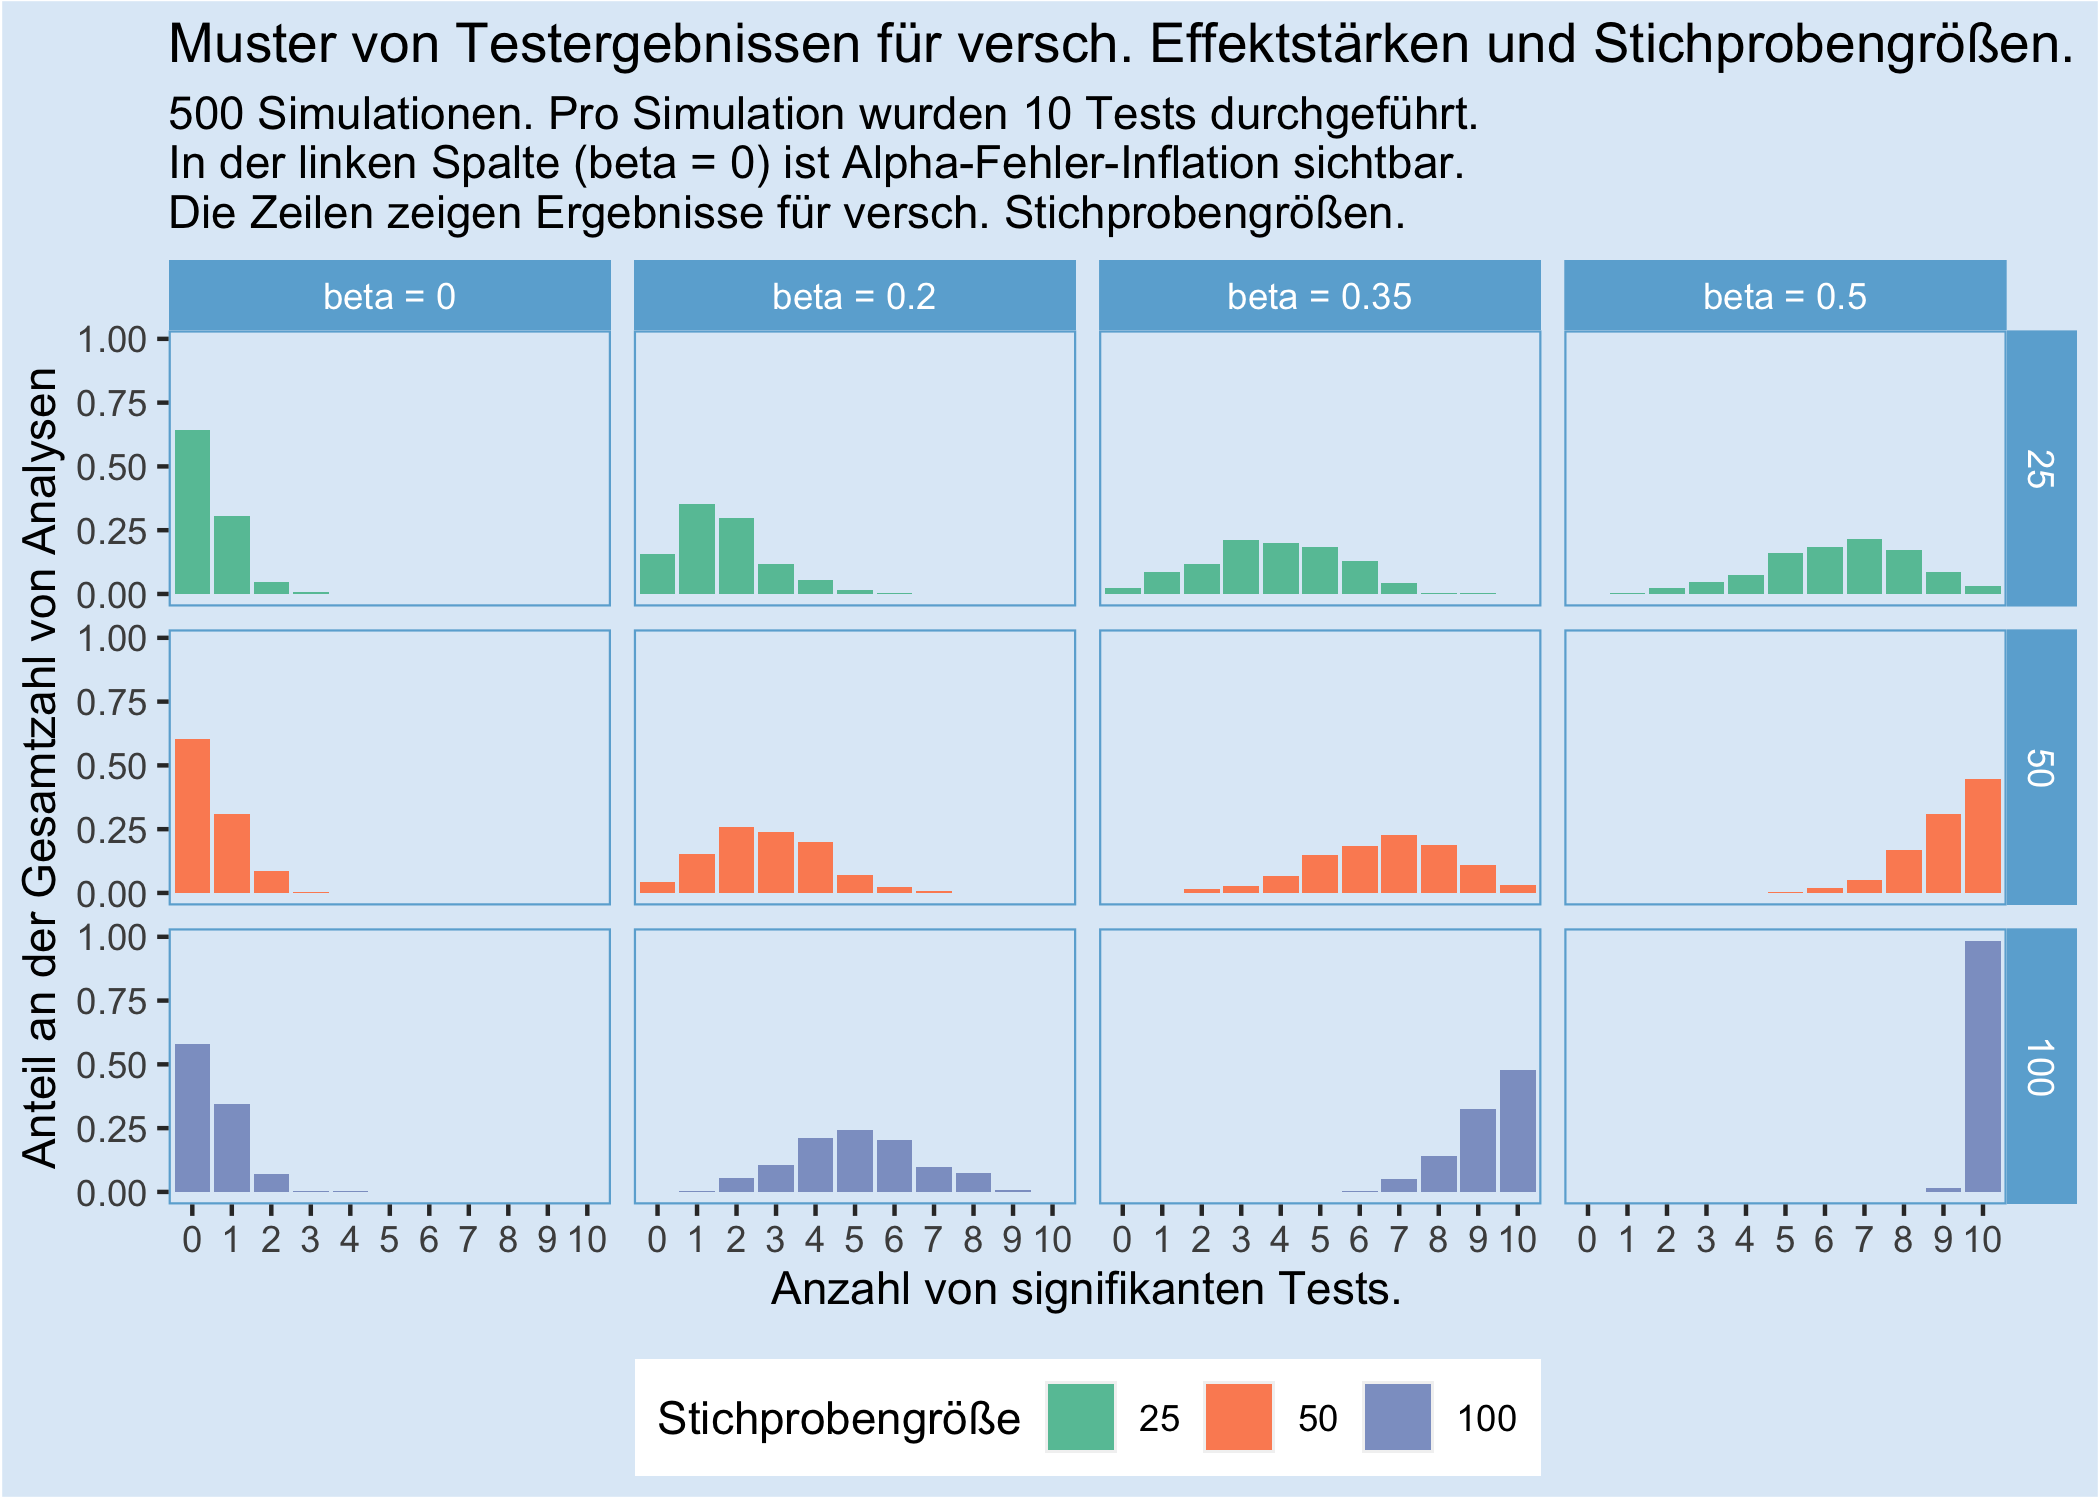 Muster von Testergebnissen für versch. Effektstärken und Stichprobengrößen.
500 Simulationen. Pro Simulation wurden 10 Tests durchgeführt.
In der linken Spalte (beta = 0) ist Alpha-Fehler-Inflation sichtbar.
Die Zeilen zeigen Ergebnisse für versch. Stichprobengrößen.
beta = 0 beta = 0.2 beta = 0.35 beta = 0.5
Anteil an der Gesamtzahl von Analysen
1.00
0.75
0.50
0.25
0.00
25
1.00
0.75
0.50
0.25
0.00
50
1.00
0.75
0.50
0.25
0.00
100
0 1 2 3 4 5 6 7 8 9 10 0 1 2 3 4 5 6 7 8 9 10 0 1 2 3 4 5 6 7 8 9 10 0 1 2 3 4 5 6 7 8 9 10
Anzahl von signifikanten Tests.
Stichprobengröße 25 50 100